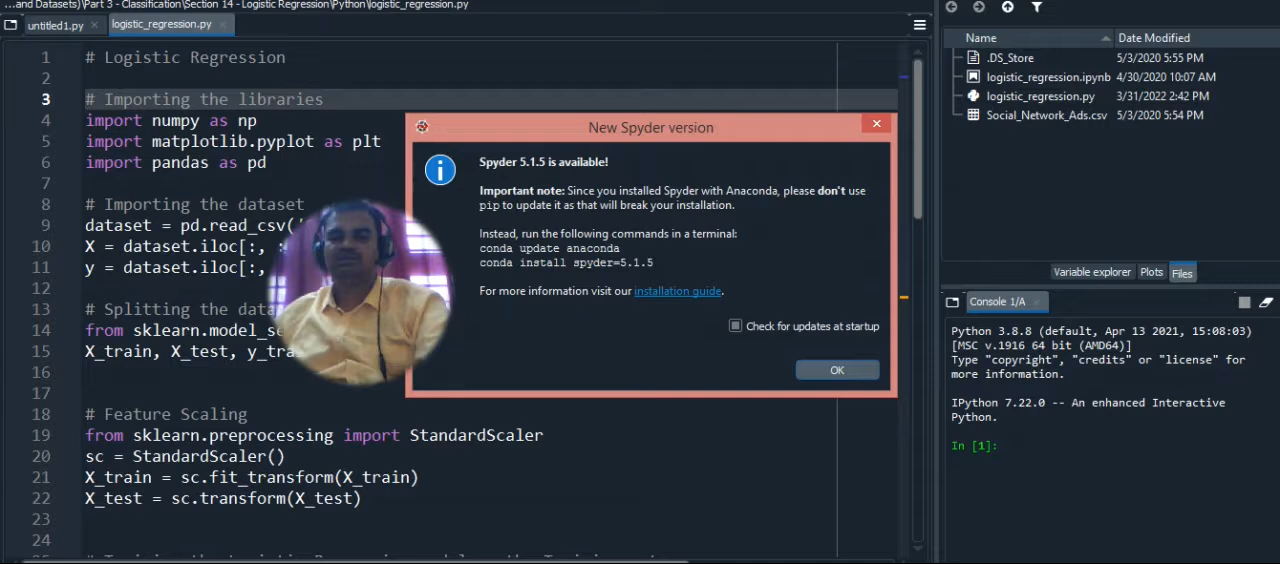 and Datasets)\Part 3 - Classification\Section 14 - Logistic Regression\Python\logistic_regression.py
untitled1.py
logistic_regression.py
1 # Logistic Regression
2
3 # Importing the libraries
4 import numpy as np
5 import matplotlib.pyplot as plt
6 import pandas as pd
7
8 # Importing the dataset
9 dataset = pd.read_csv(
10 X = dataset.iloc[:,
11 y = dataset.iloc[:,
12
13 # Splitting the
14 from
15 X_train, X_test,
16
17
18 # Feature Scaling
19 from sklearn.preprocessing import StandardScaler
20 sc = StandardScaler()
21 X_train = sc.fit_transform(X_train)
22 X_test = sc.transform(X_test)
23
24
New Spyder version
Spyder 5.1.5 is available!
Important note: Since you installed Spyder with Anaconda, please don't use
pip to update it as that will break your installation.
Instead, run the following commands in a terminal:
conda update anaconda
conda install spyder=5.1.5
For more information visit our installation guide.
Check for updates at startup
OK
Name Date Modified
.DS_Store 5/3/2020 5:55 PM
logistic_regression.ipynb 4/30/2020 10:07 AM
logistic_regression.py 3/31/2022 2:42 PM
Social_Network_Ads.csv 5/3/2020 5:54 PM
Variable explorer Plots Files
Console 1/A
Python 3.8.8 (default, Apr 13 2021, 15:08:03)
[MSC v.1916 64 bit (AMD64)]
Type "copyright", "credits" or "license" for
more information.
IPython 7.22.0 -- An enhanced Interactive
Python.
In [1]: